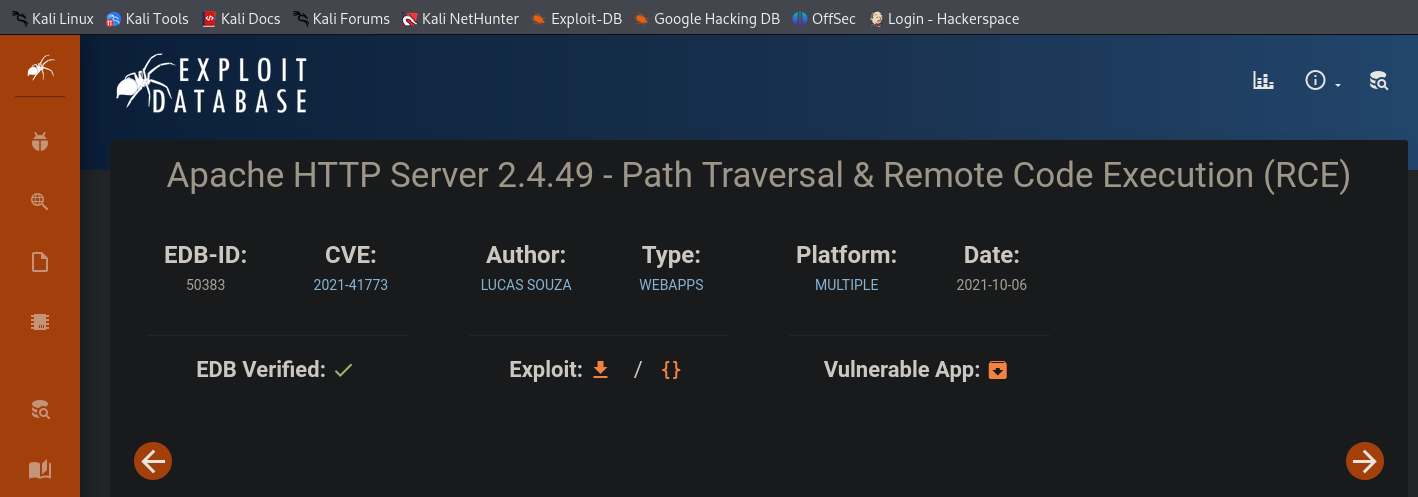 Kali Linux Kali Tools Kali Docs Kali Forums Kali NetHunter Exploit-DB Google Hacking DB OffSec Login - Hackerspace
EXPLOIT
DATABASE
Apache HTTP Server 2.4.49 - Path Traversal & Remote Code Execution (RCE)
EDB-ID: CVE: Author: Type: Platform: Date:
50383 2021-41773 LUCAS SOUZA WEBAPPS MULTIPLE 2021-10-06
EDB Verified: Exploit: / {} Vulnerable App: